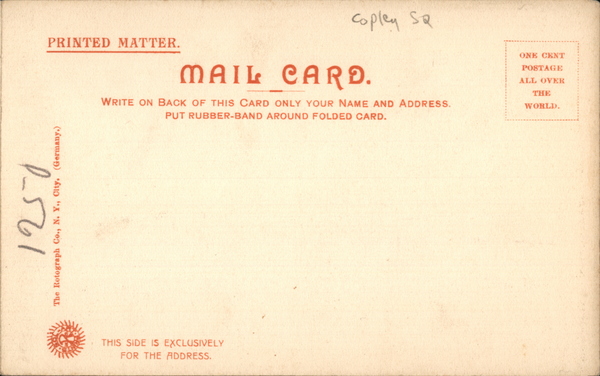 Copley Sq
PRINTED MATTER.
MAIL CARD.
WRITE ON BACK OF THIS CARD ONLY YOUR NAME AND ADDRESS.
PUT RUBBER-BAND AROUND FOLDED CARD.
ONE CENT
POSTAGE
ALL OVER
THE
WORLD.
1250
The Rotograph Co., N. Y., City. (Germany.)
THIS SIDE IS EXCLUSIVELY
FOR THE ADDRESS.